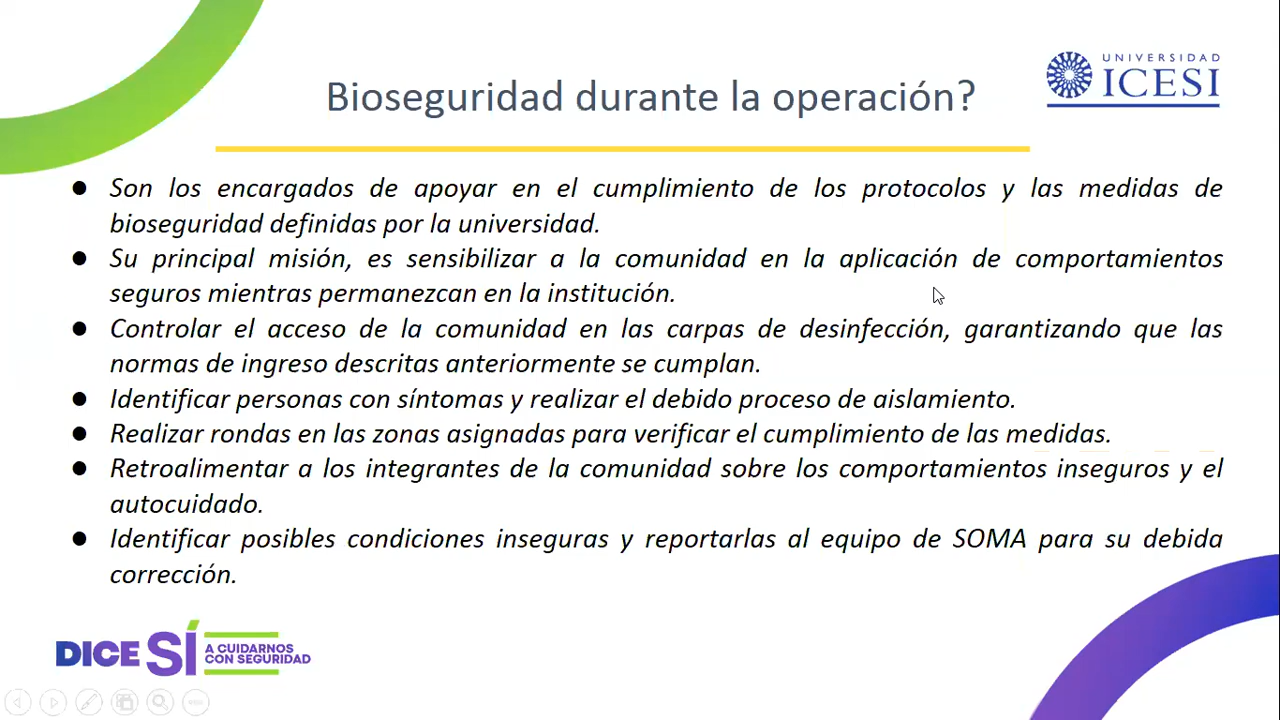 UNIVERSIDAD
ICESI
Bioseguridad durante la operación?
● Son los encargados de apoyar en el cumplimiento de los protocolos y las medidas de
bioseguridad definidas por la universidad.
● Su principal misión, es sensibilizar a la comunidad en la aplicación de comportamientos
seguros mientras permanezcan en la institución.
● Controlar el acceso de la comunidad en las carpas de desinfección, garantizando que las
normas de ingreso descritas anteriormente se cumplan.
● Identificar personas con síntomas y realizar el debido proceso de aislamiento.
● Realizar rondas en las zonas asignadas para verificar el cumplimiento de las medidas.
● Retroalimentar a los integrantes de la comunidad sobre los comportamientos inseguros y el
autocuidado.
● Identificar posibles condiciones inseguras y reportarlas al equipo de SOMA para su debida
corrección.
DICE SÍ
A CUIDARNOS
CON SEGURIDAD